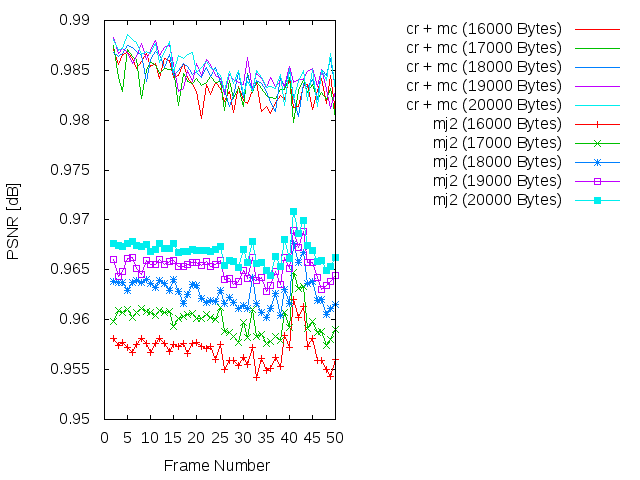 0.99
0.985
0.98
0.975
0.97
0.965
0.96
0.955
0.95
PSNR [dB]
0 5 10 15 20 25 30 35 40 45 50
Frame Number
cr + mc (16000 Bytes)
cr + mc (17000 Bytes)
cr + mc (18000 Bytes)
cr + mc (19000 Bytes)
cr + mc (20000 Bytes)
mj2 (16000 Bytes)
mj2 (17000 Bytes)
mj2 (18000 Bytes)
mj2 (19000 Bytes)
mj2 (20000 Bytes)